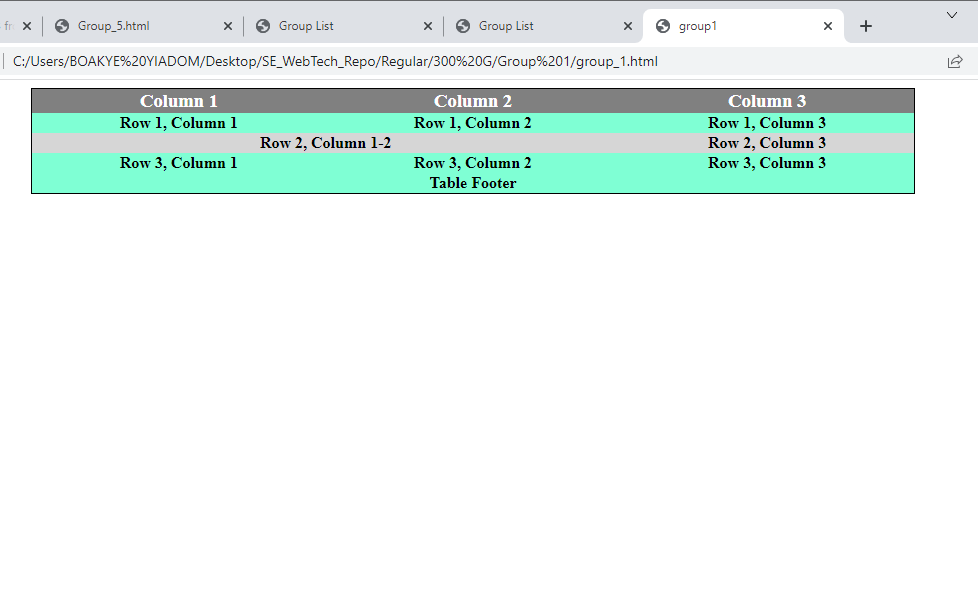 fr Group_5.html Group List Group List group1
C:/Users/BOAKYE%20YIADOM/Desktop/SE_WebTech_Repo/Regular/300%20G/Group%201/group_1.html
Column 1 Column 2 Column 3
Row 1, Column 1 Row 1, Column 2 Row 1, Column 3
Row 2, Column 1-2 Row 2, Column 3
Row 3, Column 1 Row 3, Column 2 Row 3, Column 3
Table Footer